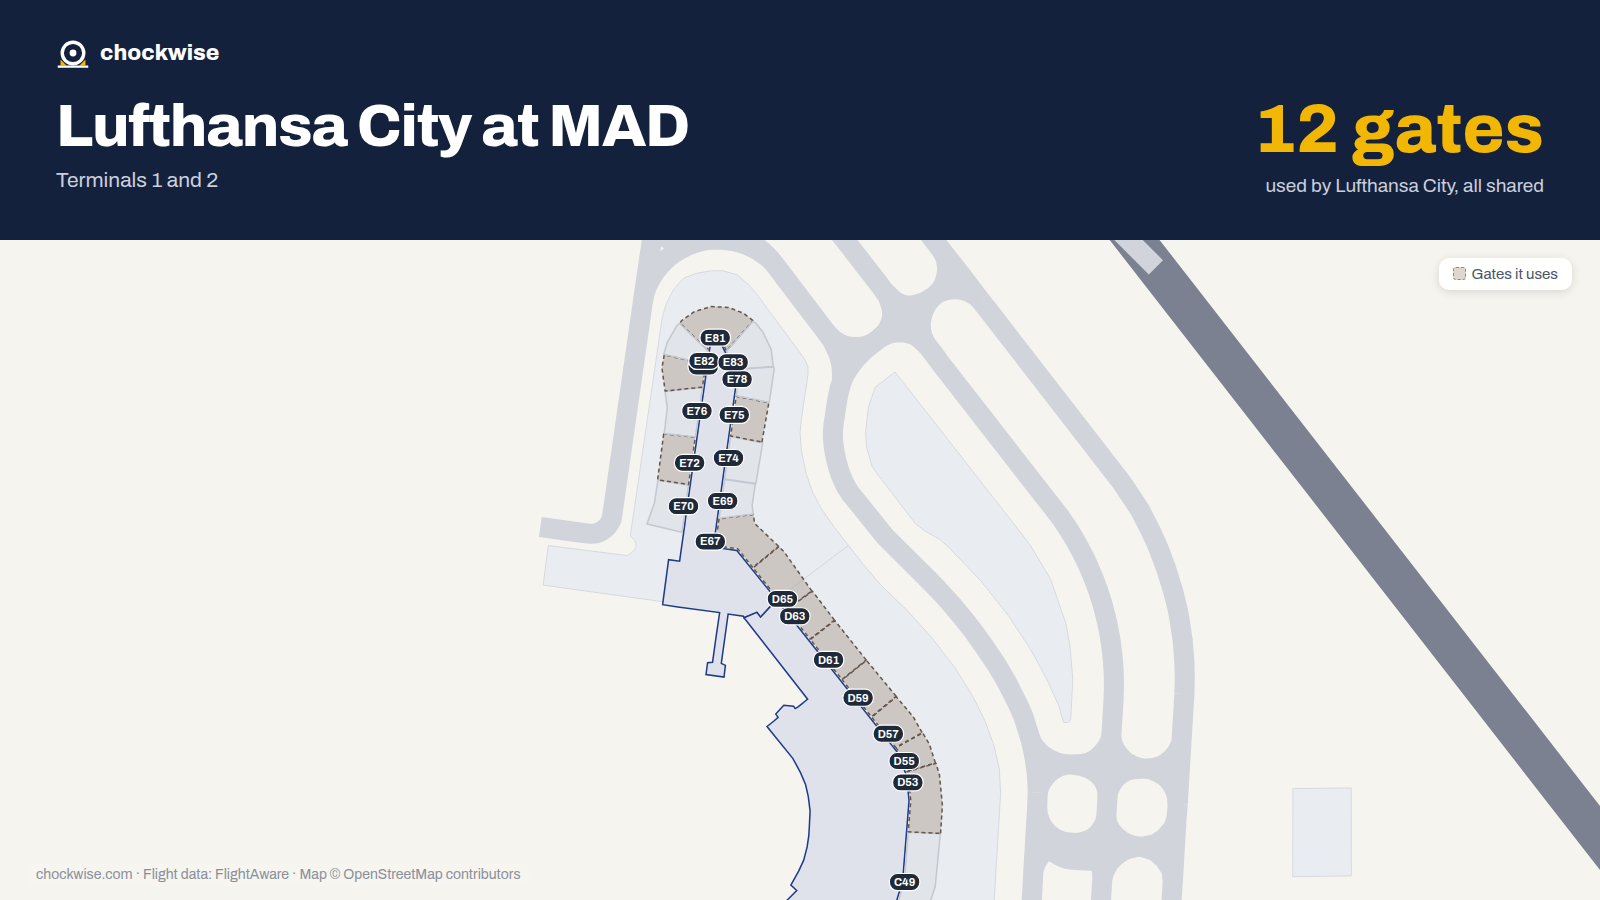 chockwise
Lufthansa City at MAD
Terminals 1 and 2
12 gates
used by Lufthansa City, all shared
Gates it uses
E81
E82
E83
E78
E76
E75
E72
E74
E70
E69
E67
D65
D63
D61
D59
D57
D55
D53
C49
chockwise.com · Flight data: FlightAware · Map © OpenStreetMap contributors